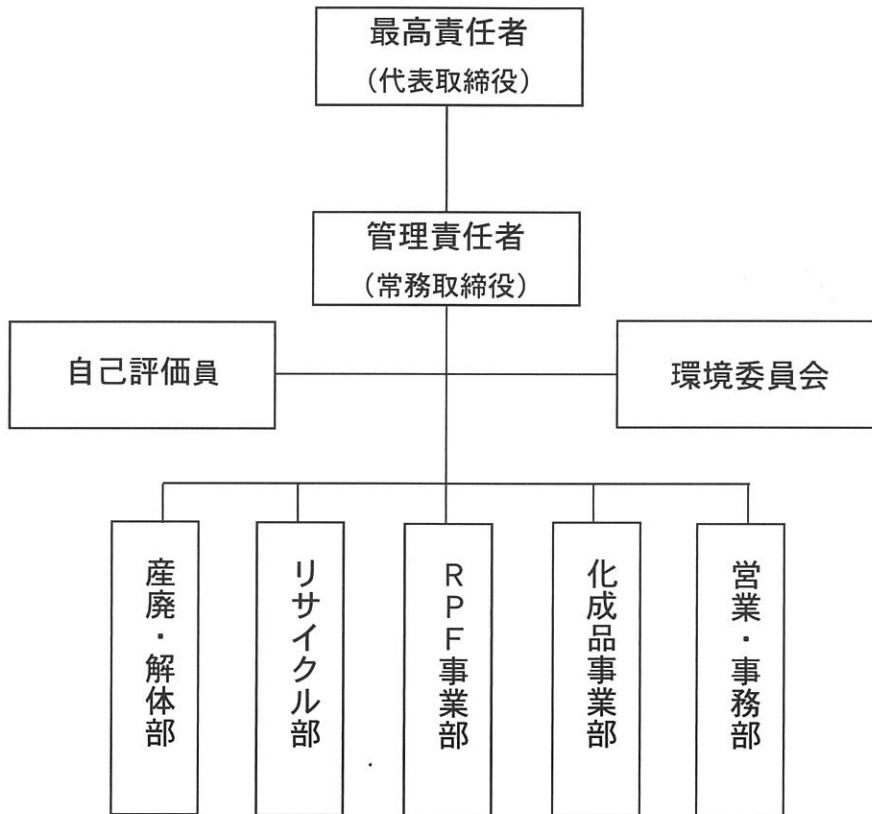 最高責任者
（代表取締役）
管理責任者
（常務取締役）
自己評価員
環境委員会
産廃・解体部
リサイクル部
RPF事業部
化成品事業部
営業・事務部